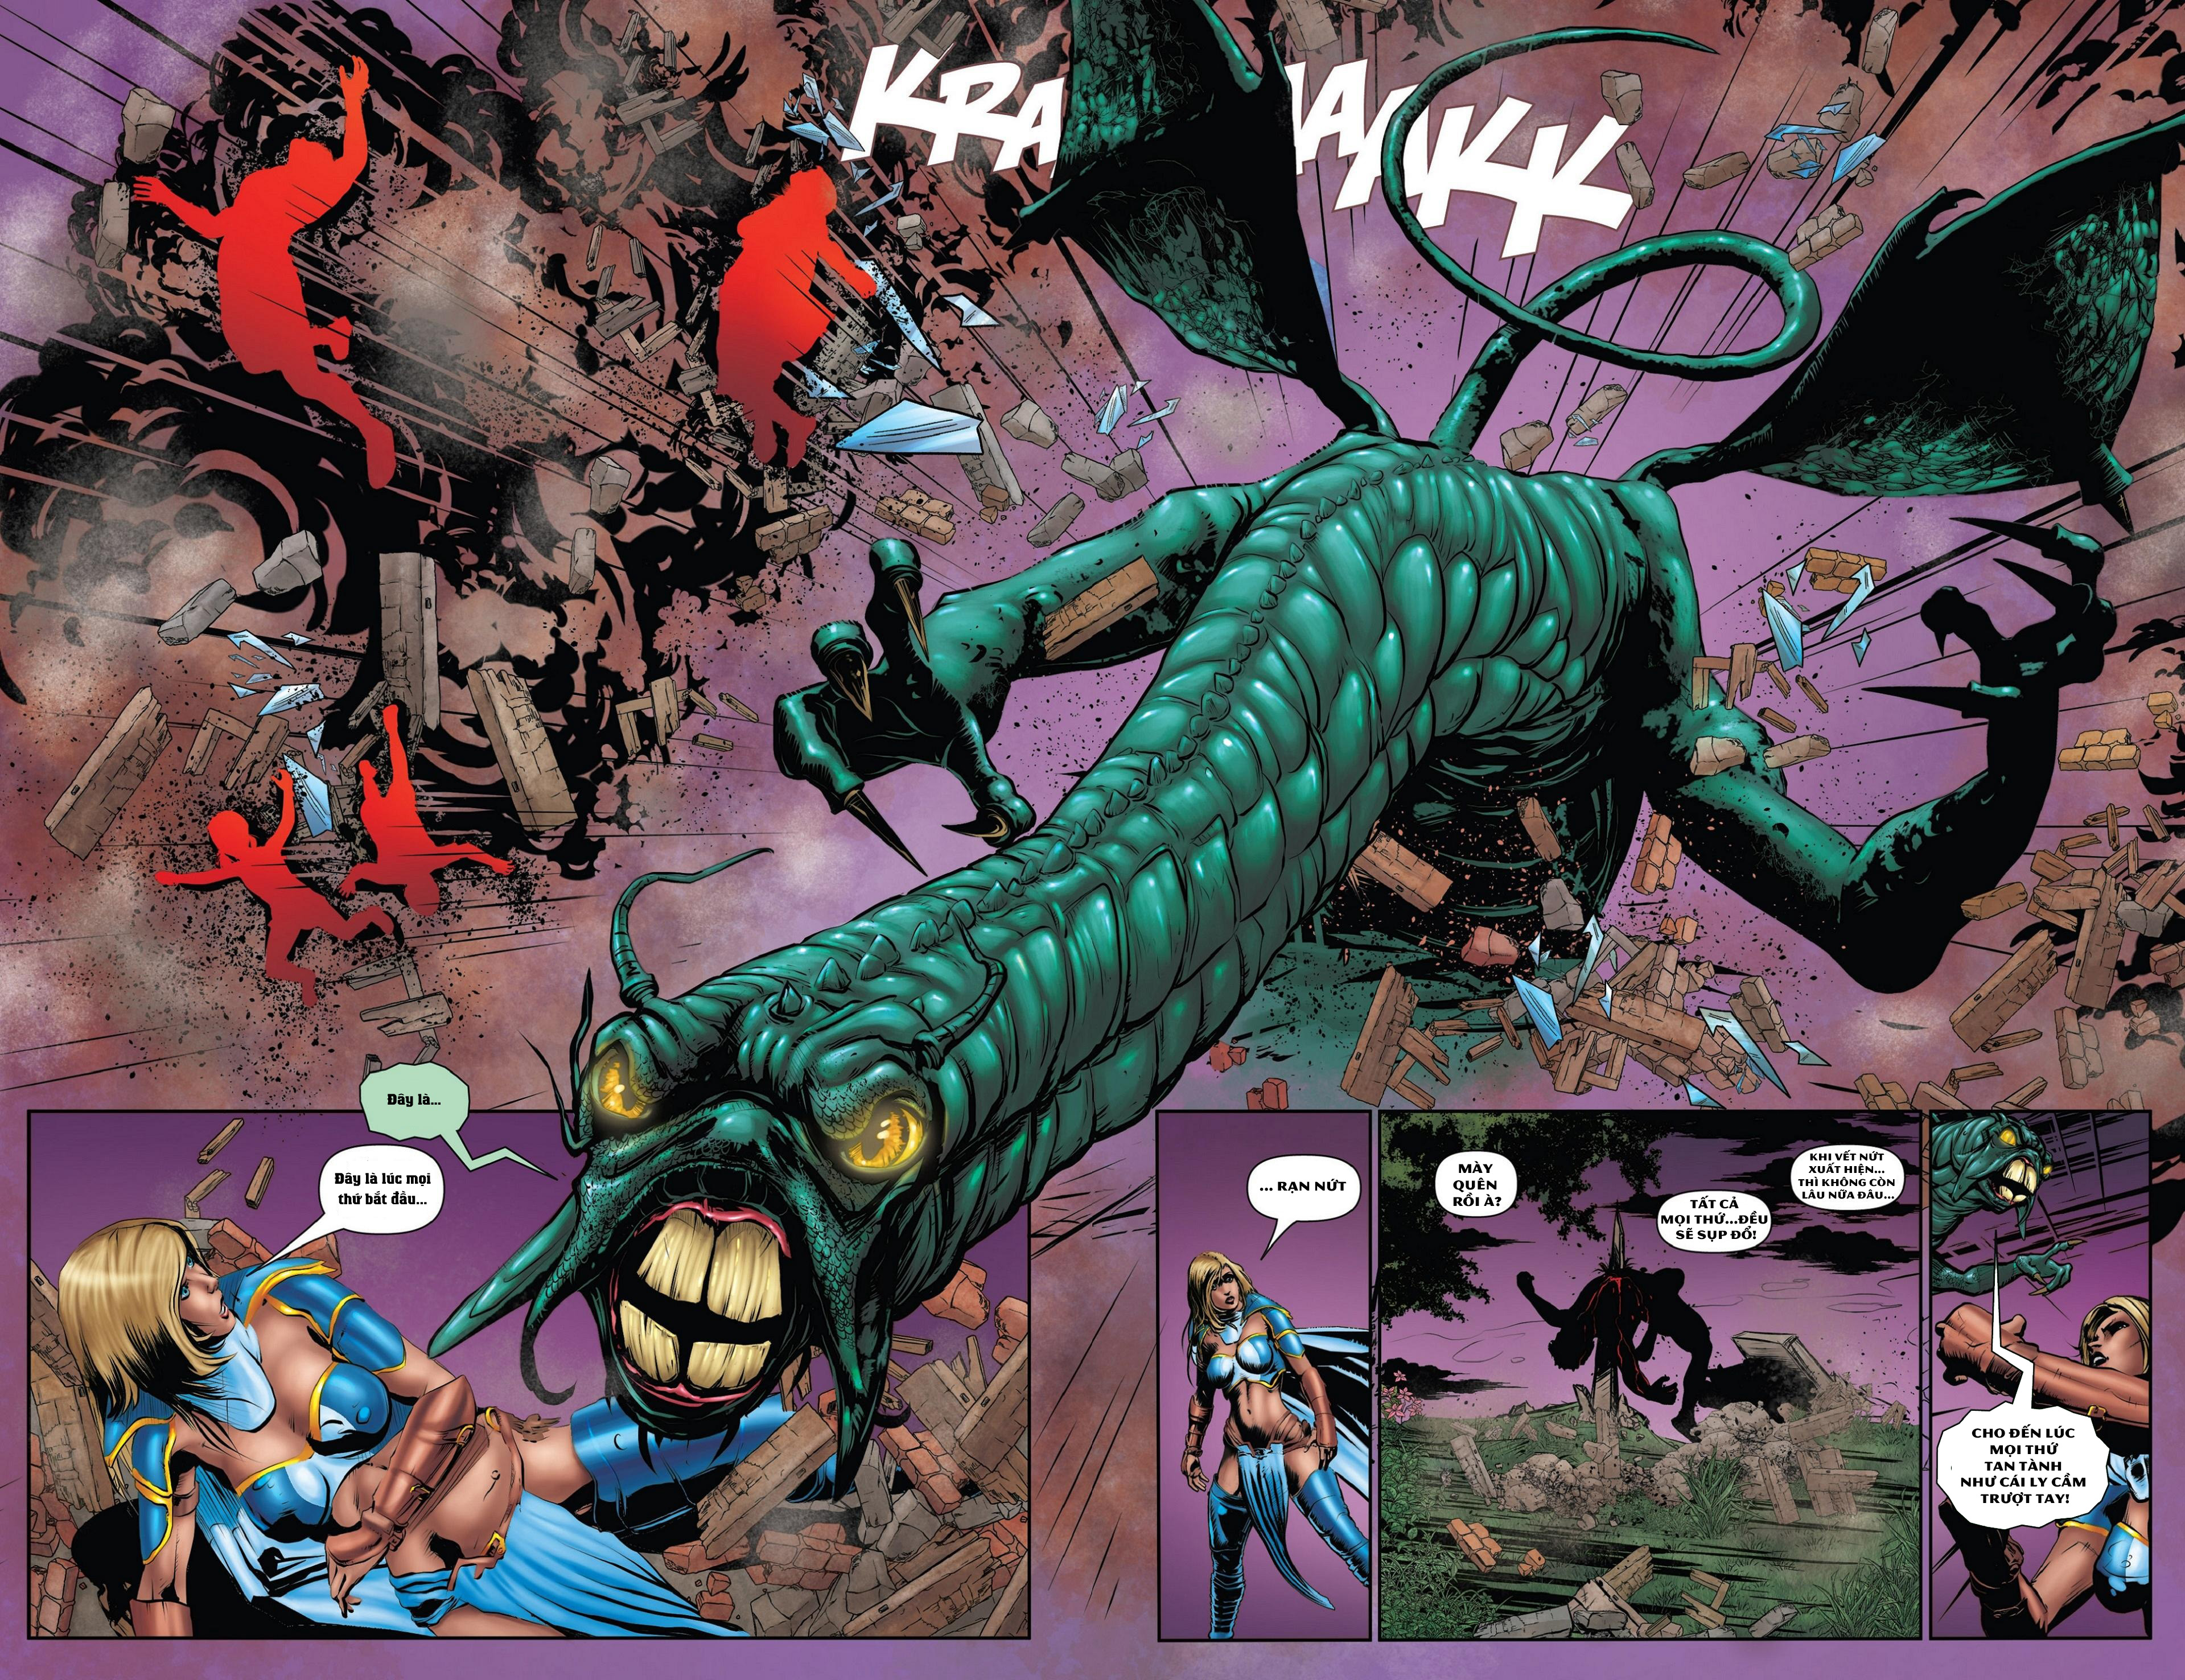 KRA AAKK
Đây là...
Đây là lúc mọi
thứ bắt đầu...
... RẠN NỨT
MÀY
QUÊN
RỒI À?
TẤT CẢ
MỌI THỨ...ĐỀU
SẼ SỤP ĐỔ!
KHI VẾT NỨT
XUẤT HIỆN...
THÌ KHÔNG CÒN
LÂU NỮA ĐÂU...
CHO ĐẾN LÚC
MỌI THỨ
TAN TÀNH
NHƯ CÁI LY CẦM
TRƯỢT TAY!